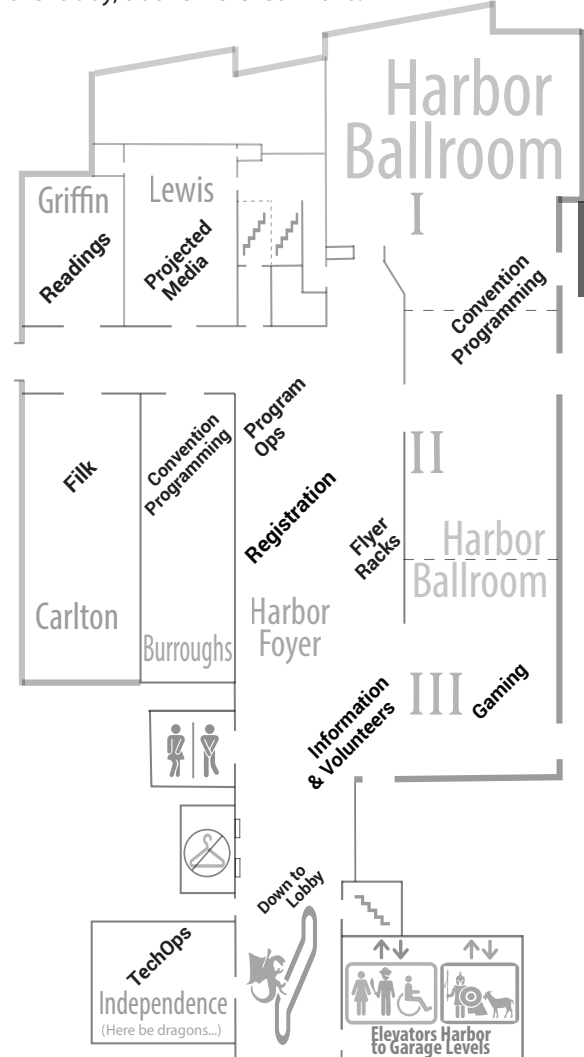 Harbor
Ballroom
I
Griffin
Lewis
Readings
Projected
Media
Convention
Programming
Program
Ops
Filk
Convention
Programming
II
Registration
Flyer
Racks
Harbor
Ballroom
Carlton
Burroughs
Harbor
Foyer
III
Gaming
Information
& Volunteers
Down to
Lobby
TechOps
Independence
(Here be dragons...)
Elevators Harbor
to Garage Levels